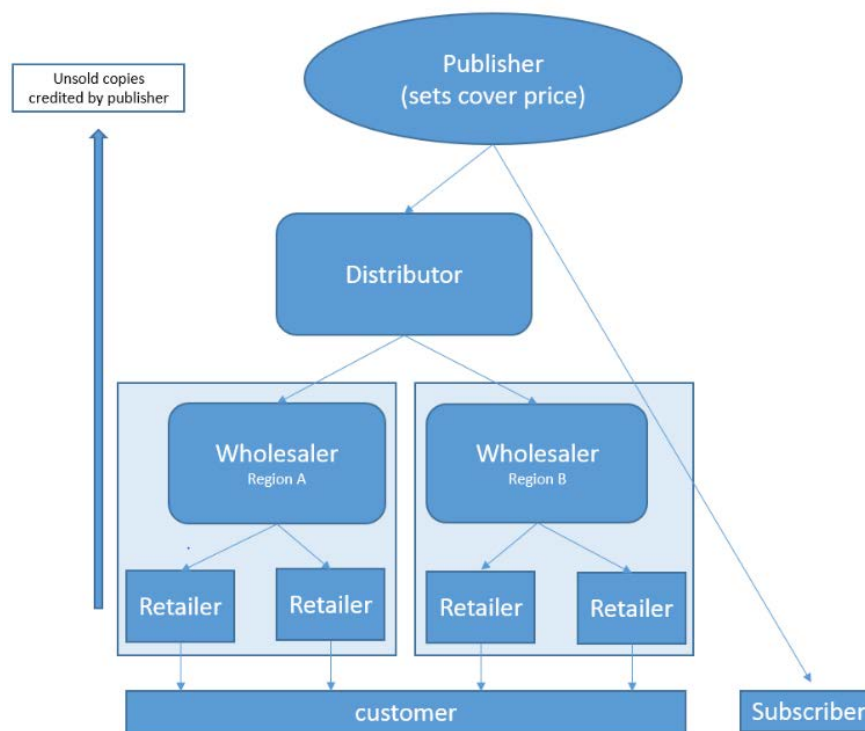 Unsold copies
credited by publisher
Publisher
(sets cover price)
Distributor
Wholesaler
Region A
Wholesaler
Region B
Retailer
Retailer
Retailer
Retailer
customer
Subscriber